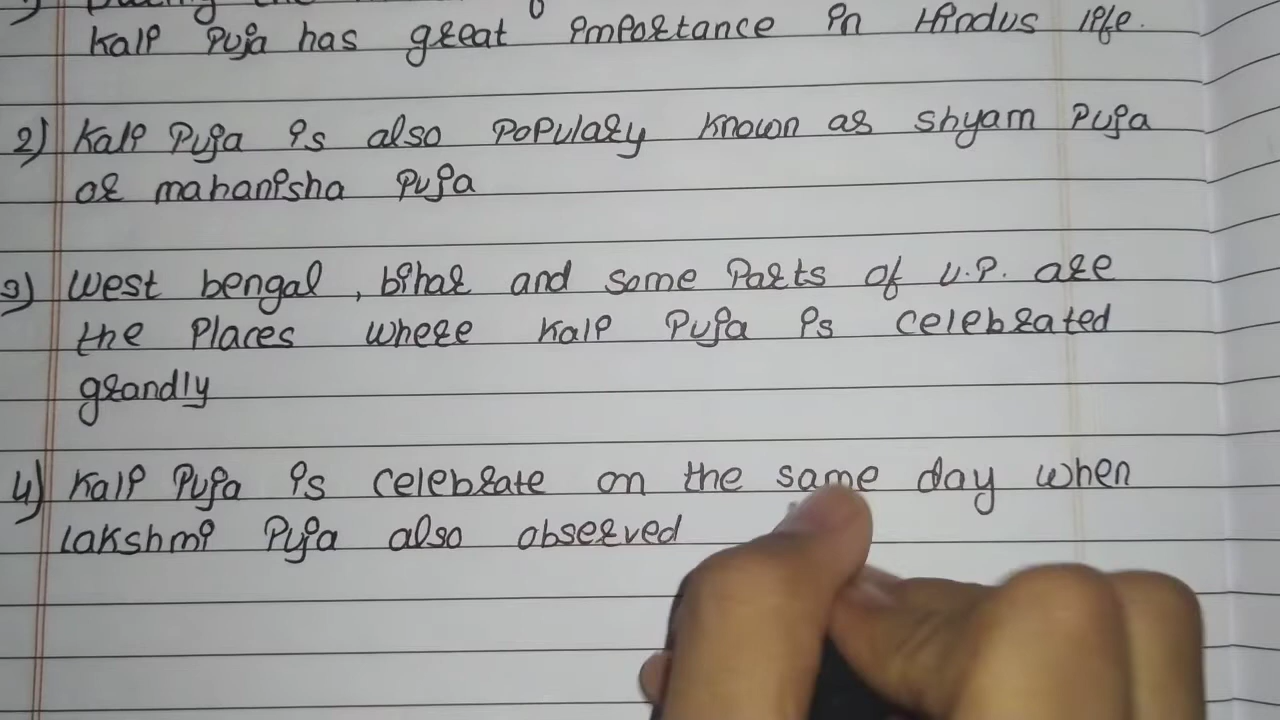 Kali Puja has great importance in Hindus life.
2) Kali Puja is also Populary known as shyam Puja
or mahanisha Puja
3) West bengal, bihar and some Parts of U.P. are
the Places where Kali Puja is celebrated
grandly
4) Kali Puja is celebrate on the same day when
lakshmi Puja also observed